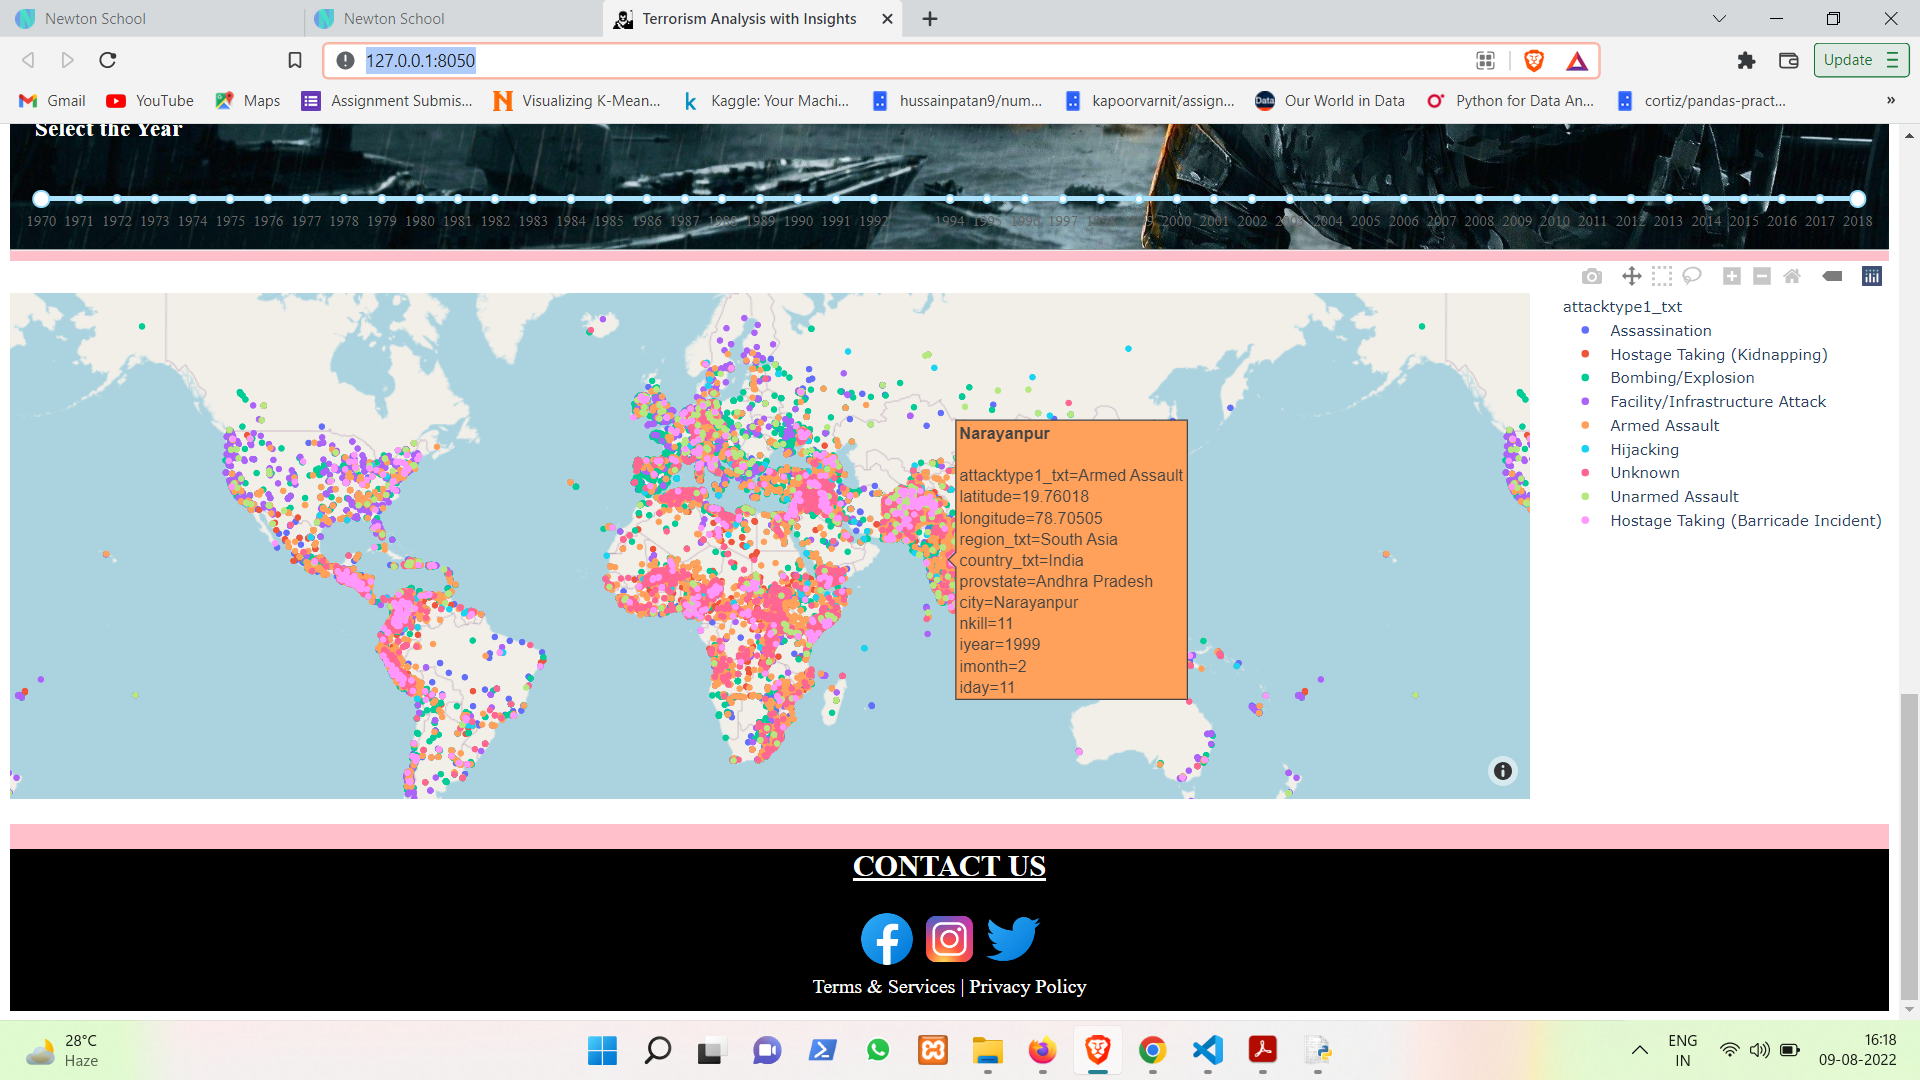 Newton School
Newton School
Terrorism Analysis with Insights
127.0.0.1:8050
Update
Gmail
YouTube
Maps
Assignment Submis...
Visualizing K-Mean...
Kaggle: Your Machi...
hussainpatan9/num...
kapoorvarnit/assign...
Our World in Data
Python for Data An...
cortiz/pandas-pract...
»
Select the Year
1970 1971 1972 1973 1974 1975 1976 1977 1978 1979 1980 1981 1982 1983 1984 1985 1986 1987 1988 1989 1990 1991 1992 1994 1995 1996 1997 1998 1999 2000 2001 2002 2003 2004 2005 2006 2007 2008 2009 2010 2011 2012 2013 2014 2015 2016 2017 2018
attacktype1_txt
Assassination
Hostage Taking (Kidnapping)
Bombing/Explosion
Facility/Infrastructure Attack
Armed Assault
Hijacking
Unknown
Unarmed Assault
Hostage Taking (Barricade Incident)
Narayanpur
attacktype1_txt=Armed Assault
latitude=19.76018
longitude=78.70505
region_txt=South Asia
country_txt=India
provstate=Andhra Pradesh
city=Narayanpur
nkill=11
iyear=1999
imonth=2
iday=11
CONTACT US
Terms & Services | Privacy Policy
28°C
Haze
ENG
IN
16:18
09-08-2022